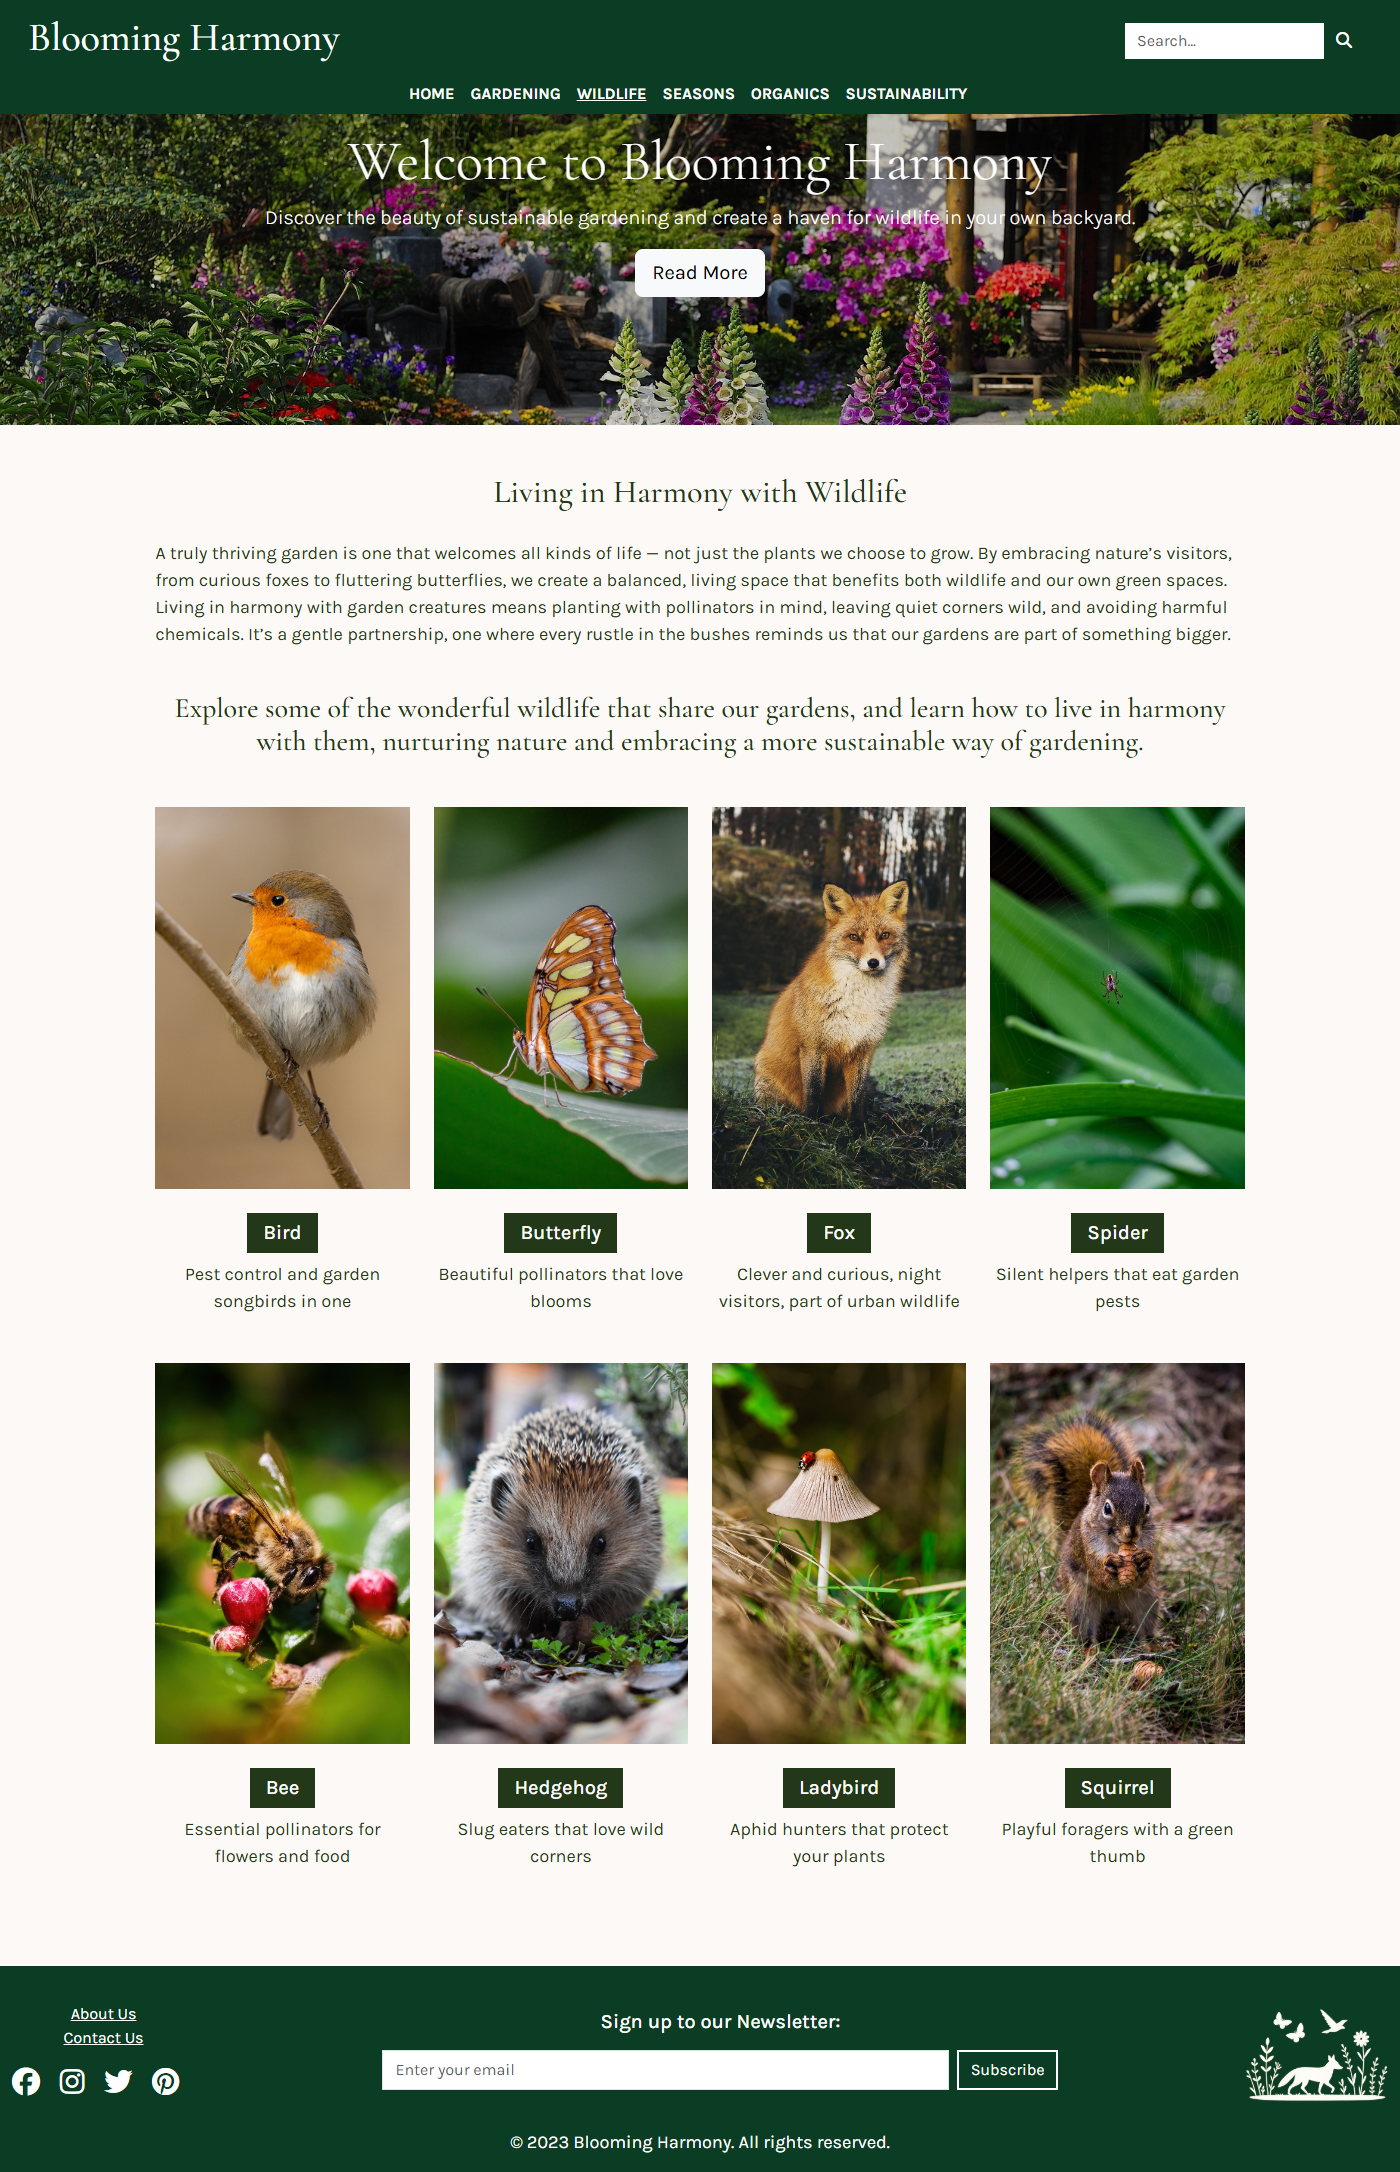 Blooming Harmony
Search...
HOME GARDENING WILDLIFE SEASONS ORGANICS SUSTAINABILITY
Welcome to Blooming Harmony
Discover the beauty of sustainable gardening and create a haven for wildlife in your own backyard.
Read More
Living in Harmony with Wildlife
A truly thriving garden is one that welcomes all kinds of life — not just the plants we choose to grow. By embracing nature’s visitors,
from curious foxes to fluttering butterflies, we create a balanced, living space that benefits both wildlife and our own green spaces.
Living in harmony with garden creatures means planting with pollinators in mind, leaving quiet corners wild, and avoiding harmful
chemicals. It’s a gentle partnership, one where every rustle in the bushes reminds us that our gardens are part of something bigger.
Explore some of the wonderful wildlife that share our gardens, and learn how to live in harmony
with them, nurturing nature and embracing a more sustainable way of gardening.
Bird
Pest control and garden
songbirds in one
Butterfly
Beautiful pollinators that love
blooms
Fox
Clever and curious, night
visitors, part of urban wildlife
Spider
Silent helpers that eat garden
pests
Bee
Essential pollinators for
flowers and food
Hedgehog
Slug eaters that love wild
corners
Ladybird
Aphid hunters that protect
your plants
Squirrel
Playful foragers with a green
thumb
About Us
Contact Us
Sign up to our Newsletter:
Enter your email
Subscribe
© 2023 Blooming Harmony. All rights reserved.